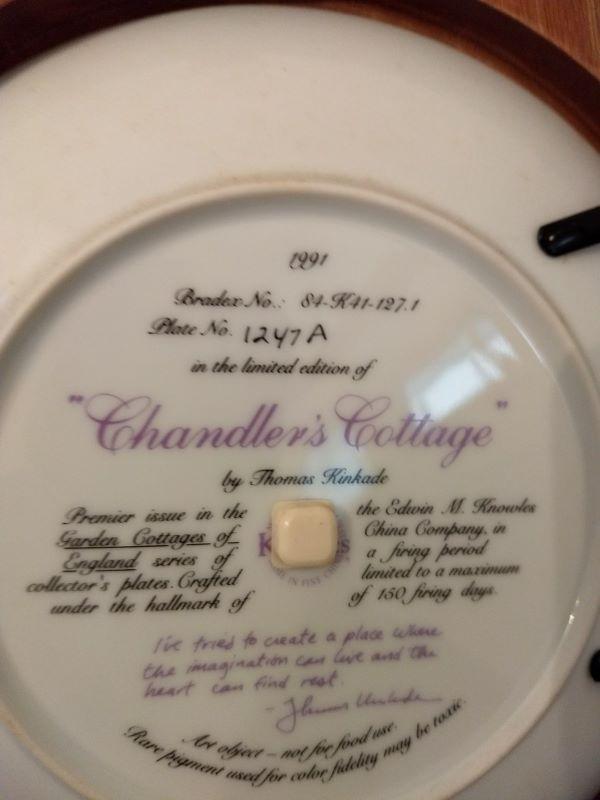 1991
Bradex No.: 84-K41-127.1
Plate No. 1247A
in the limited edition of
"Chandler's Cottage"
by Thomas Kinkade
Premier issue in the
Garden Cottages of
England series of
collector's plates. Crafted
under the hallmark of
the Edwin M. Knowles
China Company, in
a firing period
limited to a maximum
of 150 firing days.
I've tried to create a place where
the imagination can live and the
heart can find rest.
- Thomas Kinkade
Art object – not for food use.
Rare pigment used for color fidelity may be toxic.